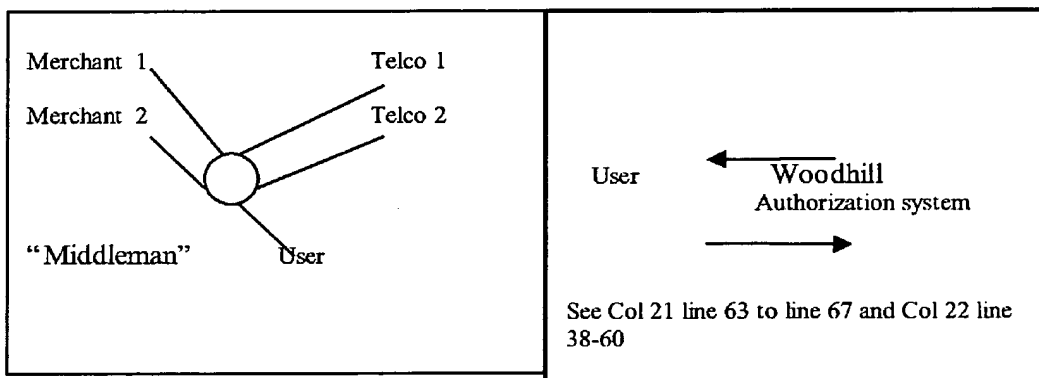 Merchant 1 Telco 1
Merchant 2 Telco 2
"Middleman" User
User Woodhill
Authorization system
See Col 21 line 63 to line 67 and Col 22 line
38-60